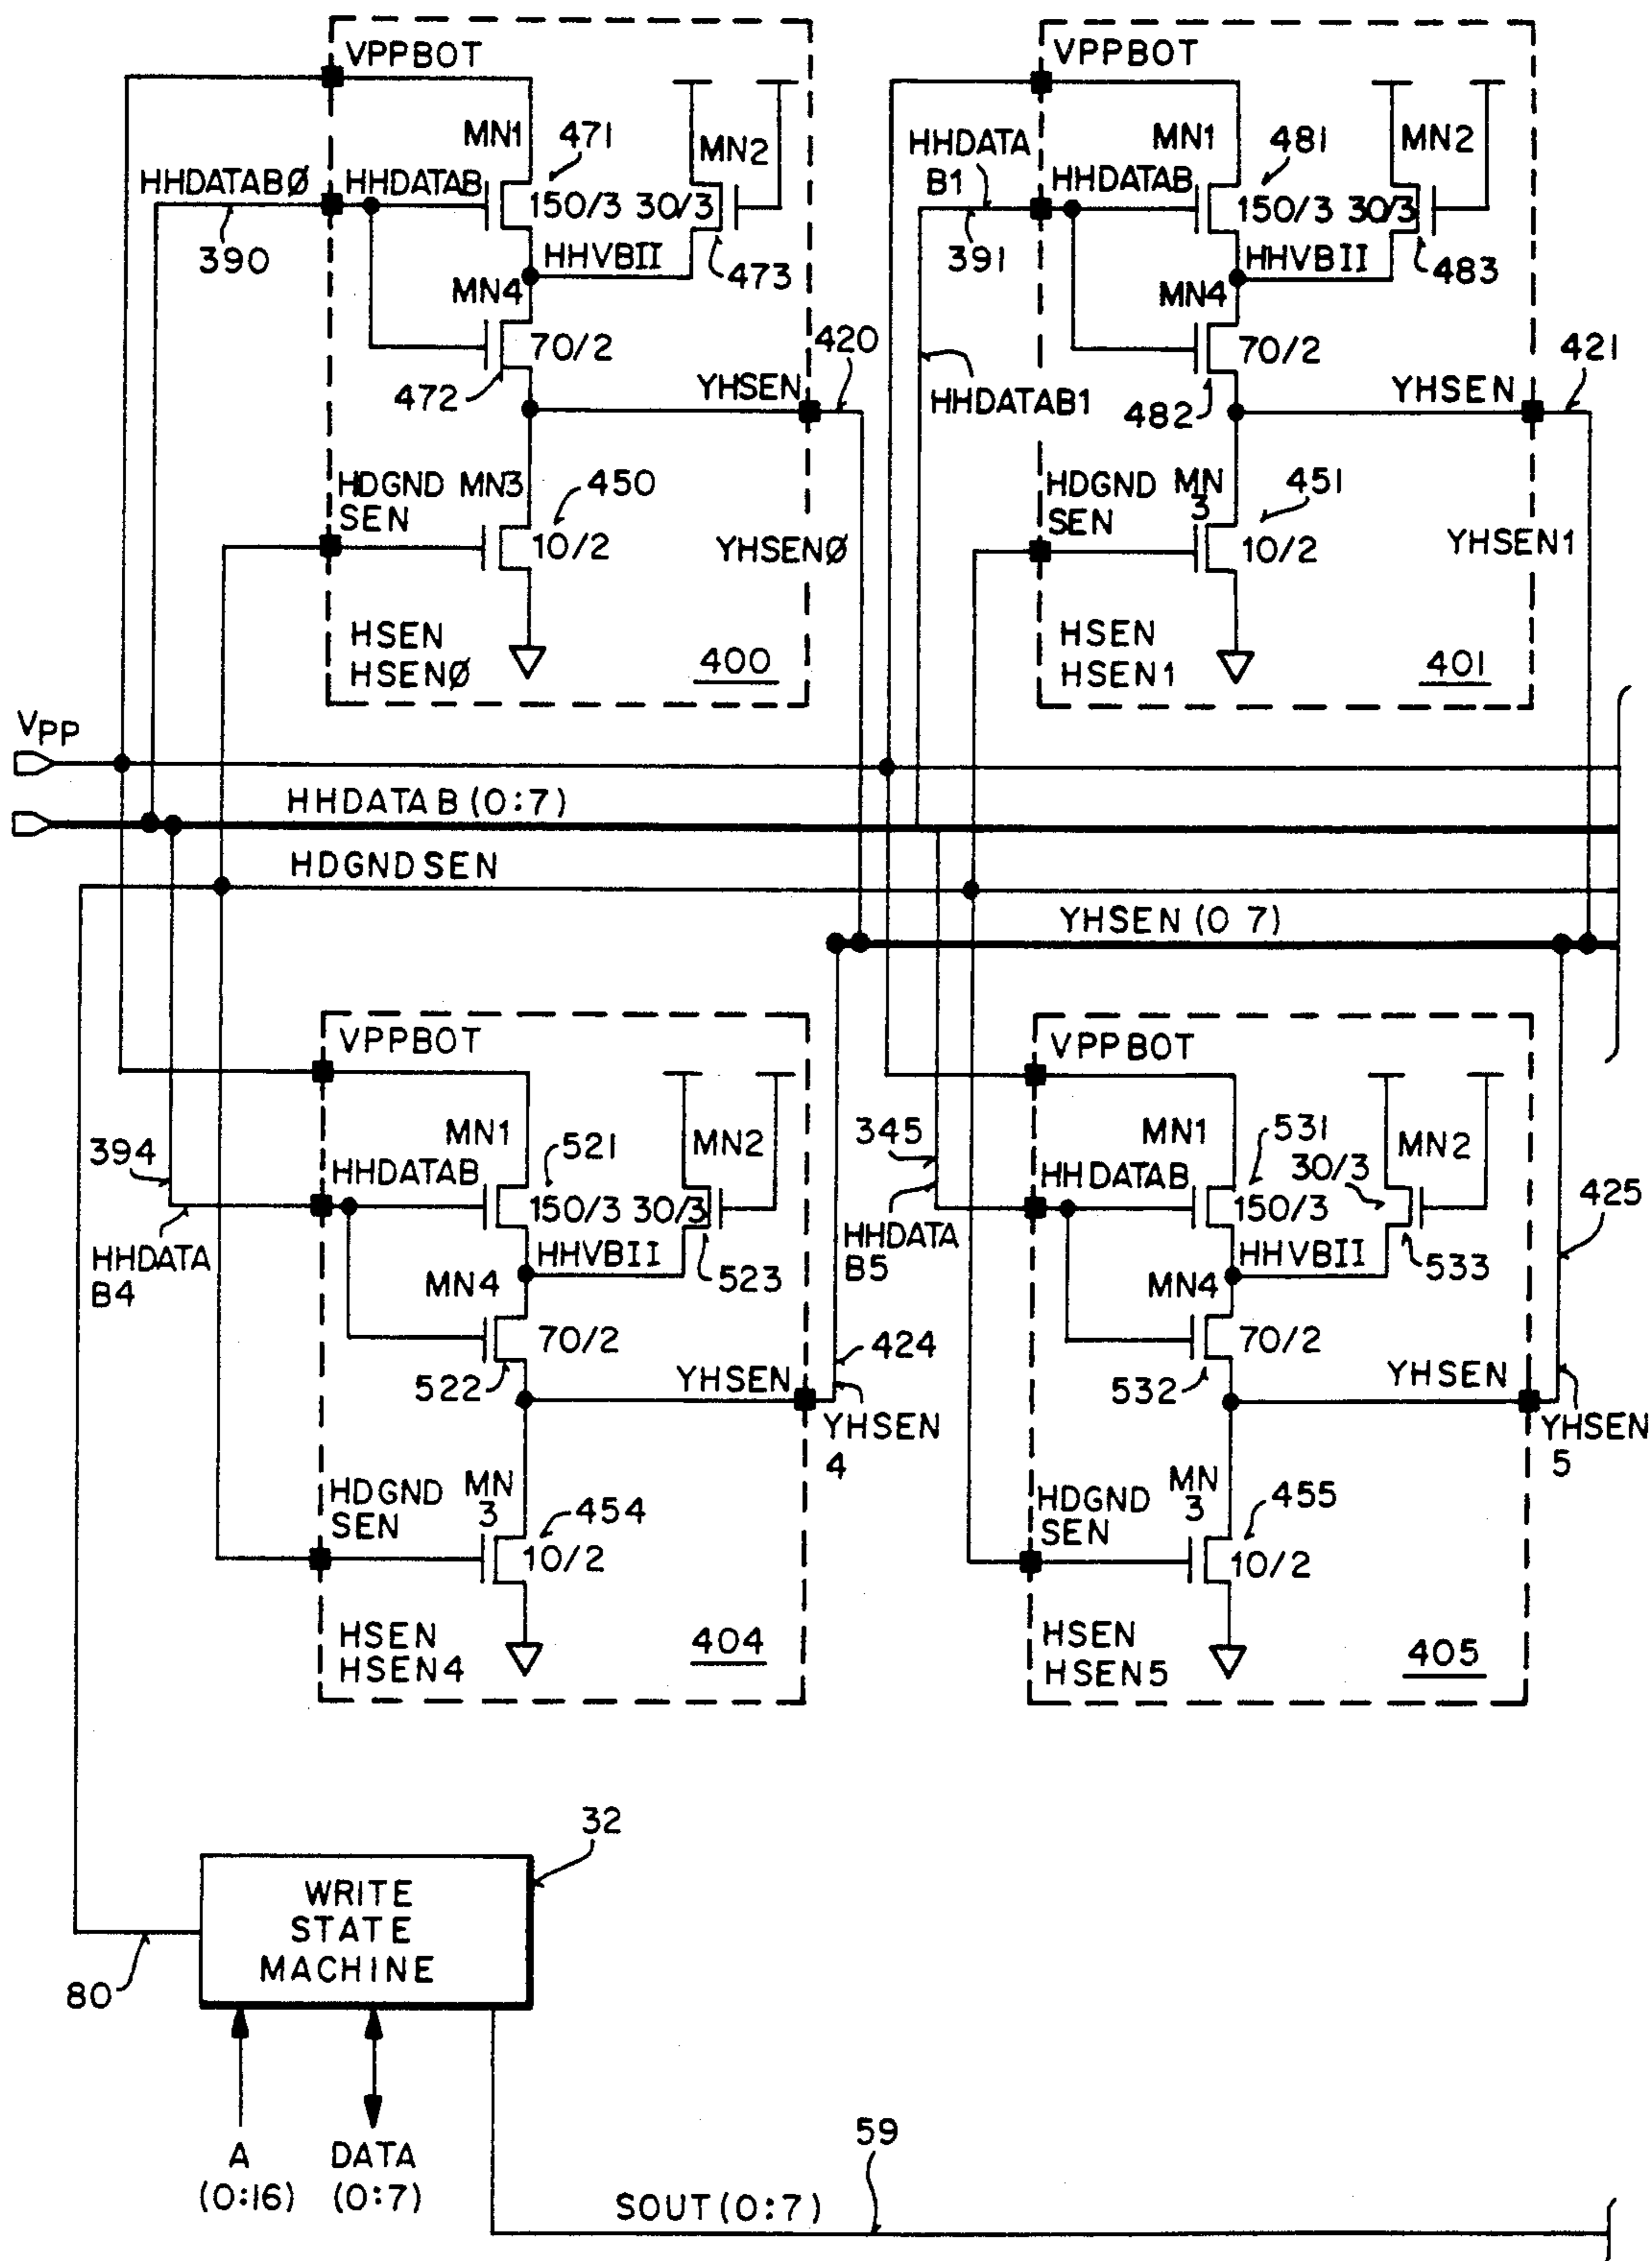 VPPBOT
MN1
471
MN2
HHDATABØ
HHDATAB
150/3
30/3
390
HHVBII
473
MN4
70/2
472
420
YHSEN
HDGND
SEN
MN3
450
10/2
YHSENØ
HSEN
HSENØ
400
VPPBOT
MN1
481
MN2
HHDATA
B1
HHDATAB
150/3
30/3
391
HHVBII
483
MN4
70/2
482
421
HHDATAB1
YHSEN
HDGND
SEN
MN
3
451
10/2
YHSEN1
HSEN
HSEN1
401
VPP
HHDATAB (0:7)
HDGNDSEN
YHSEN (0 7)
VPPBOT
394
MN1
521
MN2
HHDATAB
150/3
30/3
HHDATA
B4
HHVBII
523
MN4
70/2
522
424
YHSEN
YHSEN
4
HDGND
SEN
MN
3
454
10/2
HSEN
HSEN4
404
VPPBOT
345
MN1
531
30/3
MN2
HHDATAB
150/3
425
HHDATA
B5
HHVBII
533
MN4
70/2
532
YHSEN
YHSEN
5
HDGND
SEN
MN
3
455
10/2
HSEN
HSEN5
405
32
WRITE
STATE
MACHINE
80
A
(0:16)
DATA
(0:7)
59
SOUT (0:7)